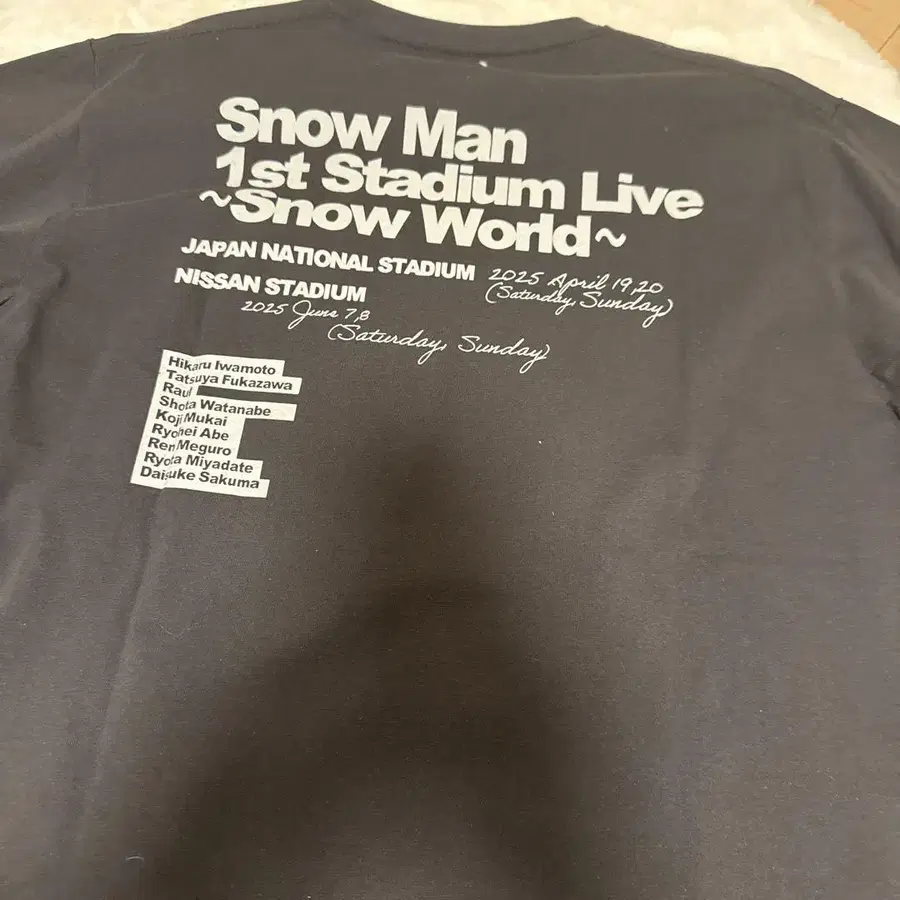 Snow Man
1st Stadium Live
~Snow World~
JAPAN NATIONAL STADIUM 2025 April 19,20
(Saturday, Sunday)
NISSAN STADIUM
2025 June 7,8
(Saturday, Sunday)
Hikaru Iwamoto
Tatsuya Fukazawa
Raul
Shota Watanabe
Koji Mukai
Ryohei Abe
Ren Meguro
Ryota Miyadate
Daisuke Sakuma